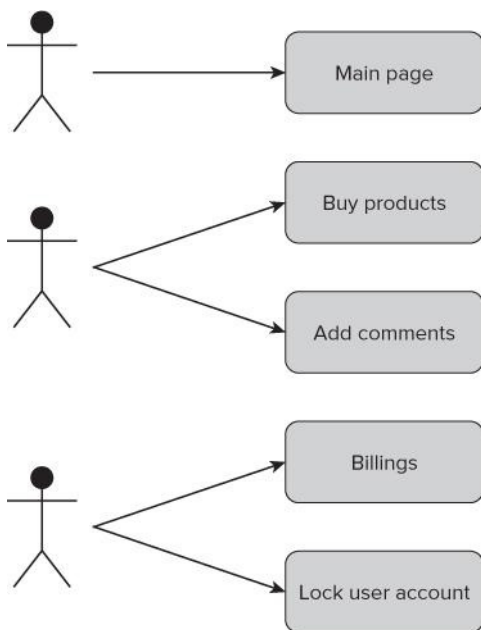 Main page
Buy products
Add comments
Billings
Lock user account